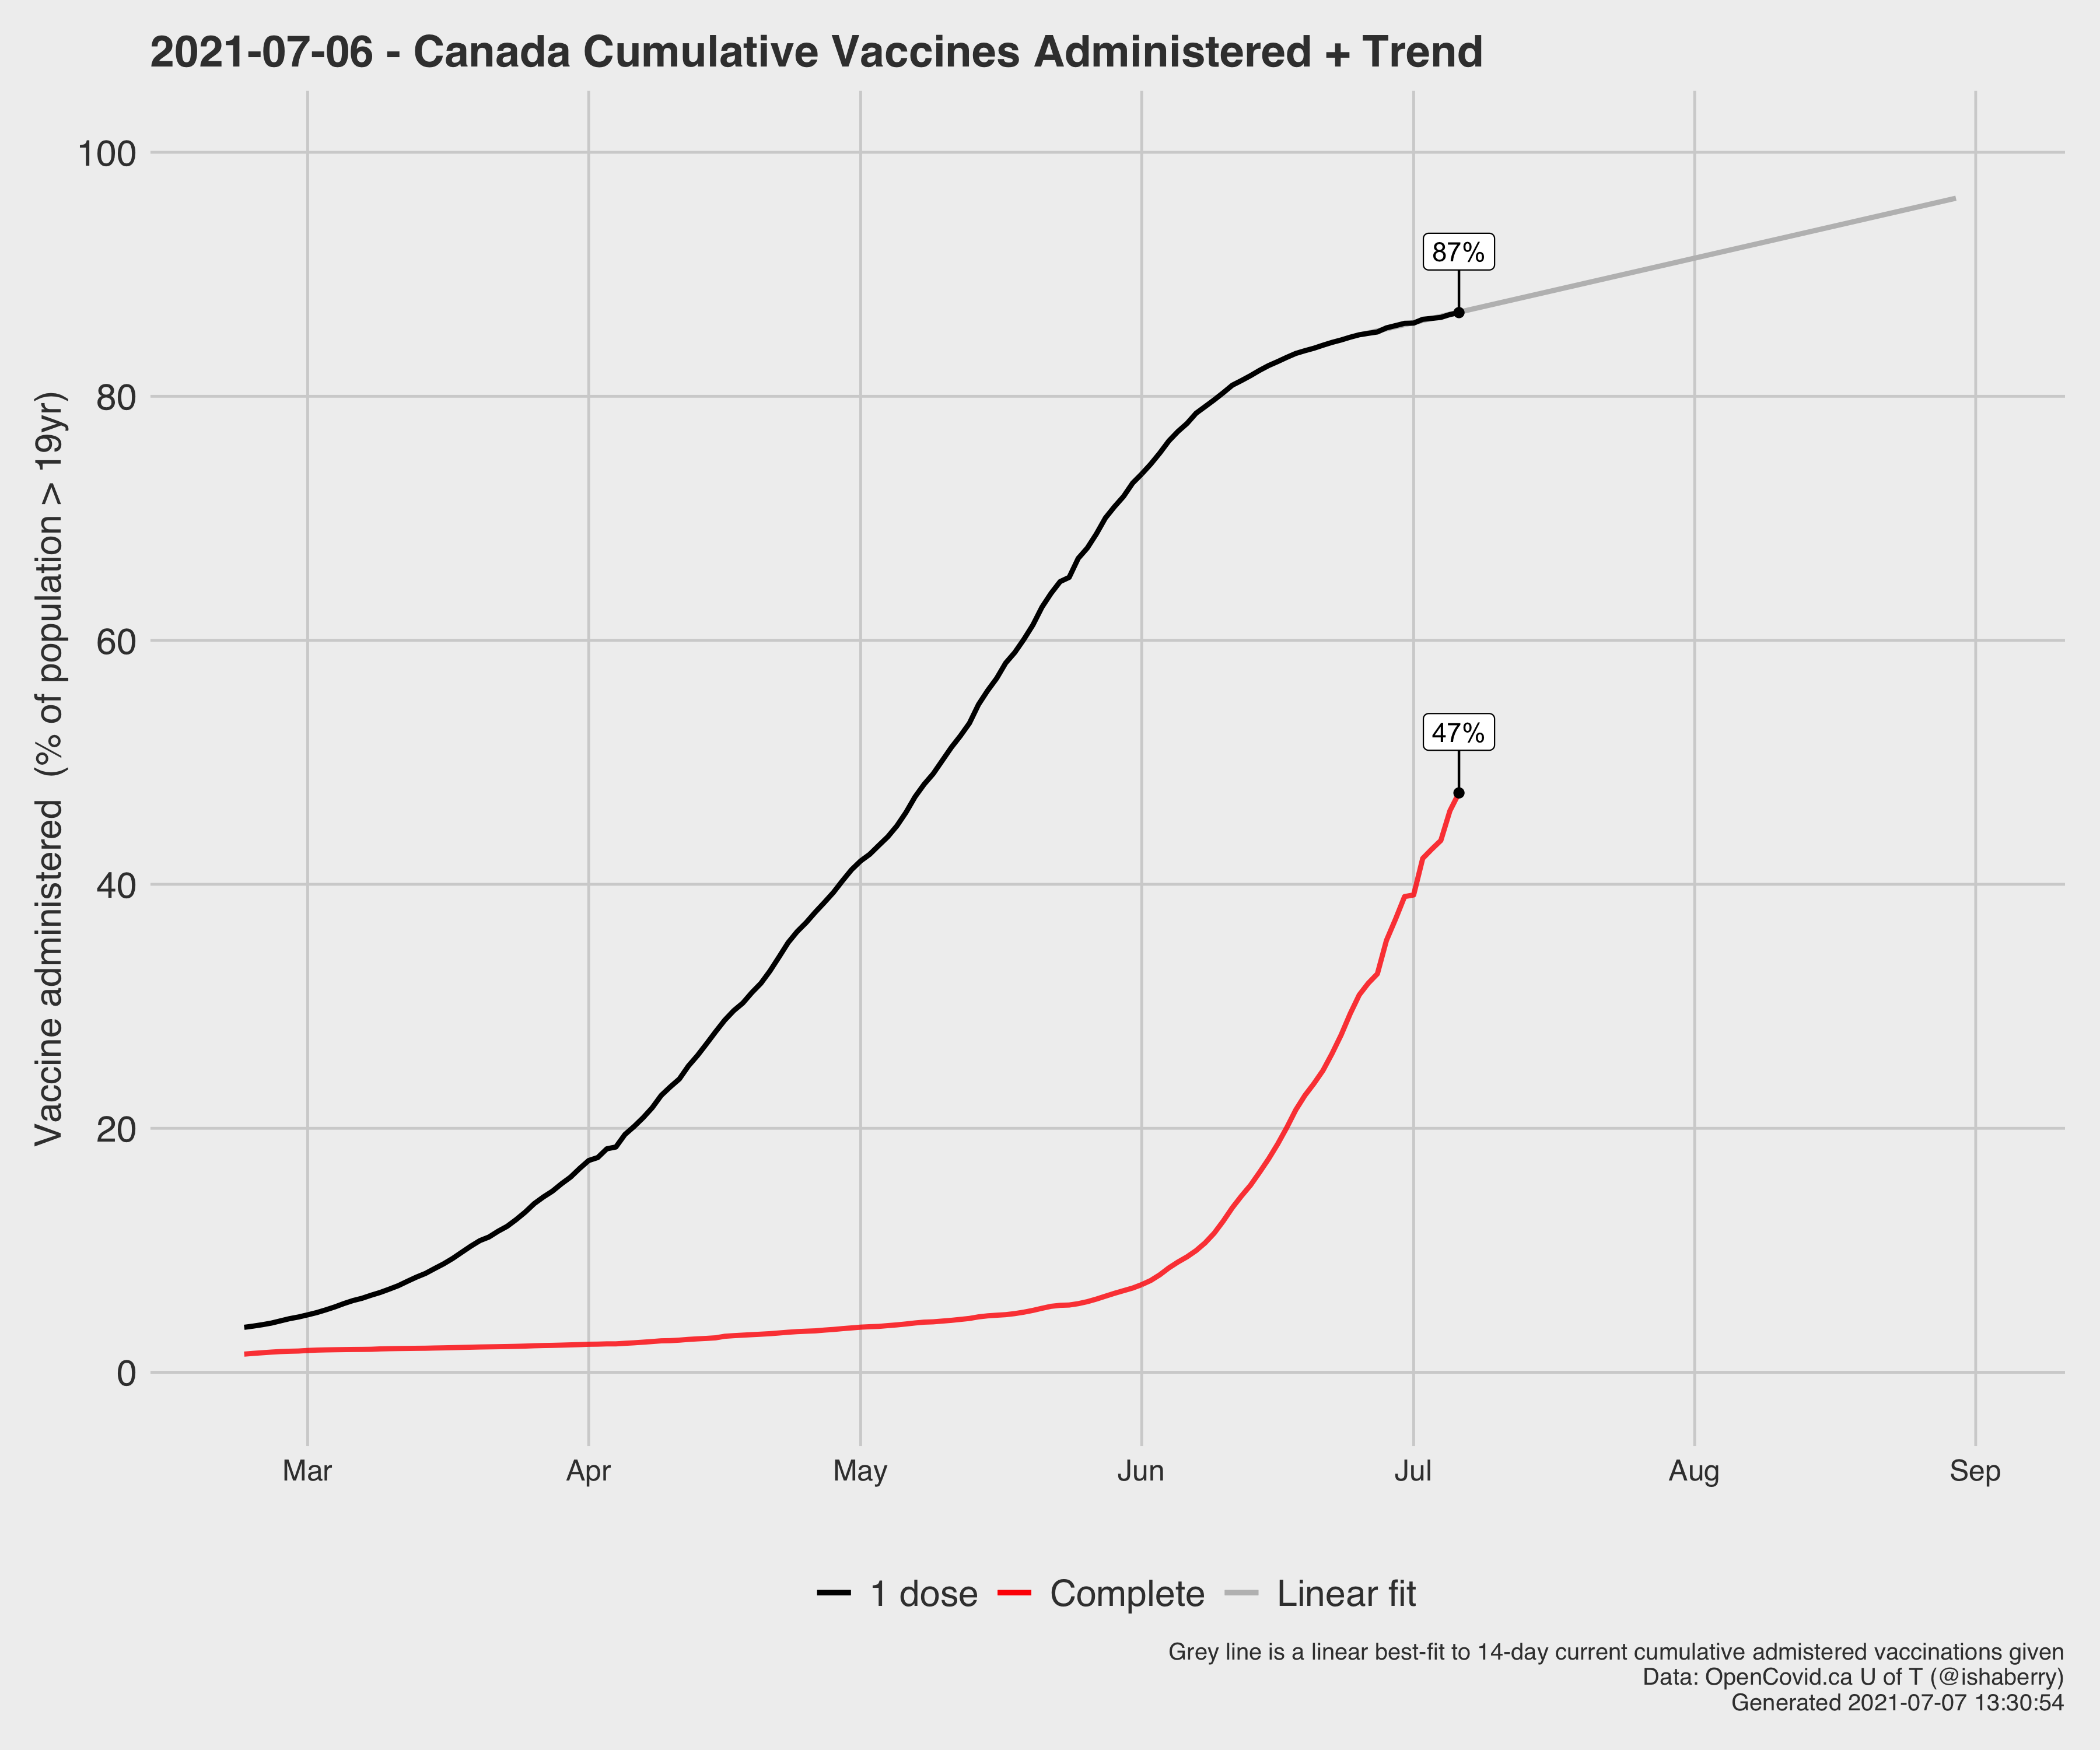 2021-07-06 - Canada Cumulative Vaccines Administered + Trend
Vaccine administered (% of population > 19yr)
100
80
60
40
20
0
87%
47%
Mar
Apr
May
Jun
Jul
Aug
Sep
1 dose
Complete
Linear fit
Grey line is a linear best-fit to 14-day current cumulative admistered vaccinations given
Data: OpenCovid.ca U of T (@ishaberry)
Generated 2021-07-07 13:30:54